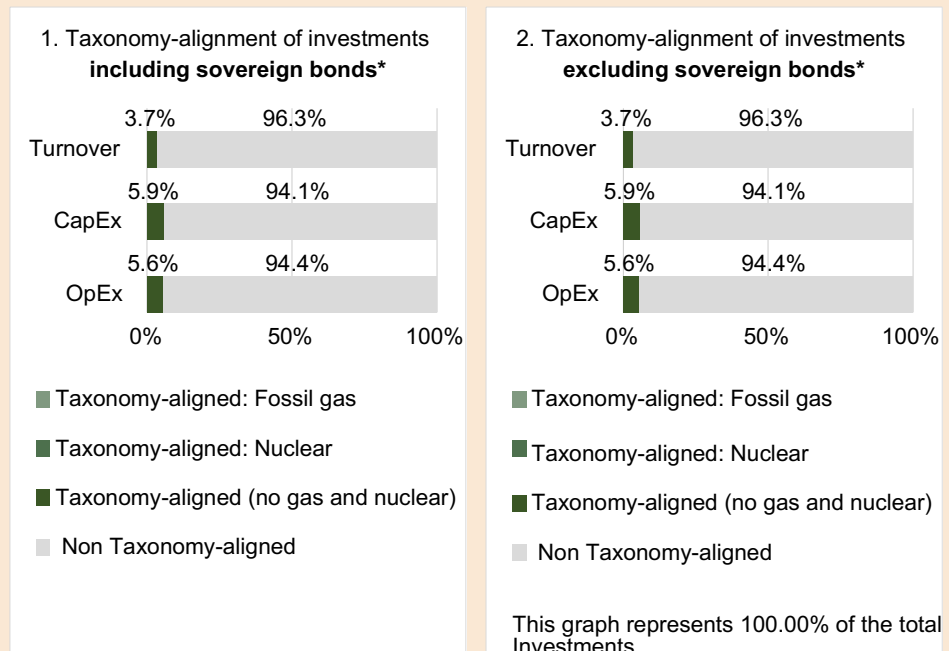 1. Taxonomy-alignment of investments
including sovereign bonds*
3.7% 96.3%
Turnover
5.9% 94.1%
CapEx
5.6% 94.4%
OpEx
0% 50% 100%
Taxonomy-aligned: Fossil gas
Taxonomy-aligned: Nuclear
Taxonomy-aligned (no gas and nuclear)
Non Taxonomy-aligned
2. Taxonomy-alignment of investments
excluding sovereign bonds*
3.7% 96.3%
Turnover
5.9% 94.1%
CapEx
5.6% 94.4%
OpEx
0% 50% 100%
Taxonomy-aligned: Fossil gas
Taxonomy-aligned: Nuclear
Taxonomy-aligned (no gas and nuclear)
Non Taxonomy-aligned
This graph represents 100.00% of the total
Investments